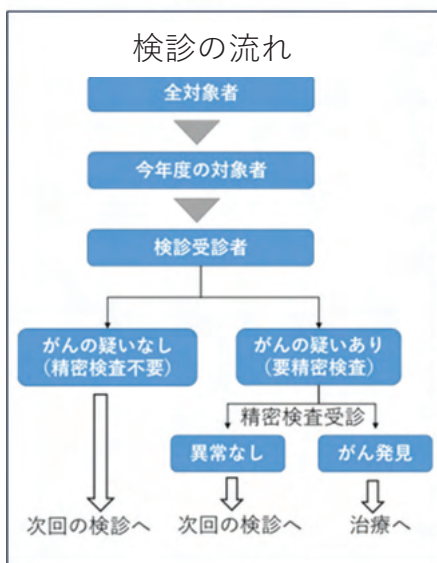 検診の流れ
全対象者
今年度の対象者
検診受診者
がんの疑いなし
（精密検査不要）
がんの疑いあり
（要精密検査）
精密検査受診
異常なし
がん発見
次回の検診へ
次回の検診へ
治療へ